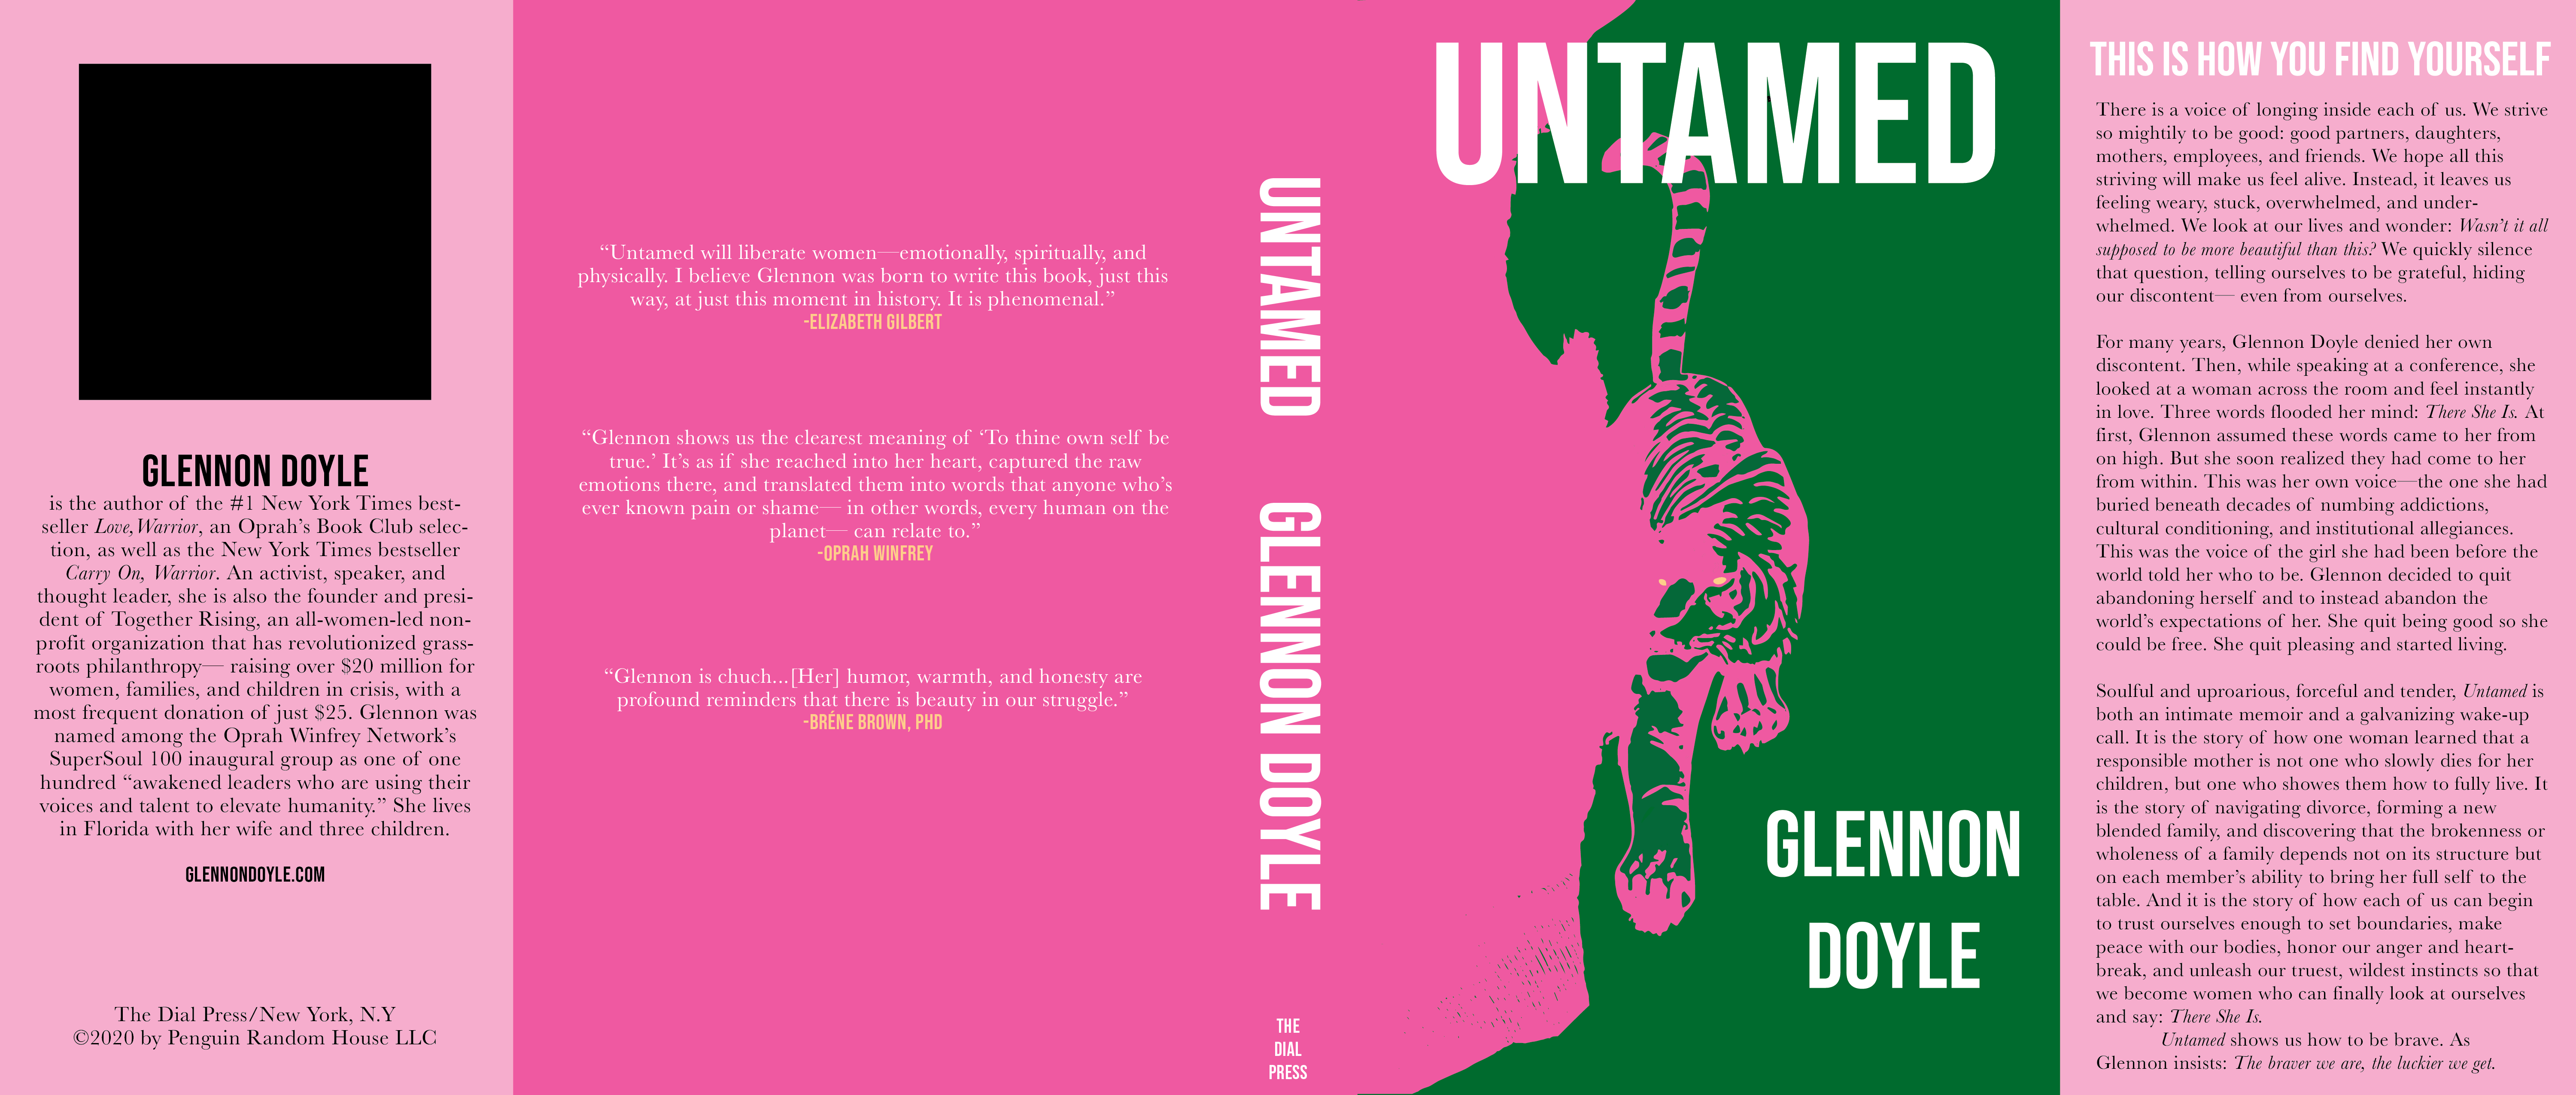 GLENNON DOYLE
is the author of the #1 New York Times best-
seller Love, Warrior, an Oprah's Book Club selec-
tion, as well as the New York Times bestseller
Carry On, Warrior. An activist, speaker, and
thought leader, she is also the founder and presi-
dent of Together Rising, an all-women-led non-
profit organization that has revolutionized grass-
roots philanthropy— raising over $20 million for
women, families, and children in crisis, with a
most frequent donation of just $25. Glennon was
named among the Oprah Winfrey Network's
SuperSoul 100 inaugural group as one of one
hundred “awakened leaders who are using their
voices and talent to elevate humanity.” She lives
in Florida with her wife and three children.
GLENNONDOYLE.COM
The Dial Press/New York, N.Y
©2020 by Penguin Random House LLC
“Untamed will liberate women—emotionally, spiritually, and
physically. I believe Glennon was born to write this book, just this
way, at just this moment in history. It is phenomenal.”
-ELIZABETH GILBERT
“Glennon shows us the clearest meaning of ‘To thine own self be
true.’ It's as if she reached into her heart, captured the raw
emotions there, and translated them into words that anyone who's
ever known pain or shame— in other words, every human on the
planet— can relate to.”
-OPRAH WINFREY
“Glennon is chuch...[Her] humor, warmth, and honesty are
profound reminders that there is beauty in our struggle.”
-BRÉNE BROWN, PHD
UNTAMED GLENNON DOYLE
THE
DIAL
PRESS
UNTAMED
GLENNON
DOYLE
THIS IS HOW YOU FIND YOURSELF
There is a voice of longing inside each of us. We strive
so mightily to be good: good partners, daughters,
mothers, employees, and friends. We hope all this
striving will make us feel alive. Instead, it leaves us
feeling weary, stuck, overwhelmed, and under-
whelmed. We look at our lives and wonder: Wasn't it all
supposed to be more beautiful than this? We quickly silence
that question, telling ourselves to be grateful, hiding
our discontent— even from ourselves.
For many years, Glennon Doyle denied her own
discontent. Then, while speaking at a conference, she
looked at a woman across the room and feel instantly
in love. Three words flooded her mind: There She Is. At
first, Glennon assumed these words came to her from
on high. But she soon realized they had come to her
from within. This was her own voice—the one she had
buried beneath decades of numbing addictions,
cultural conditioning, and institutional allegiances.
This was the voice of the girl she had been before the
world told her who to be. Glennon decided to quit
abandoning herself and to instead abandon the
world's expectations of her. She quit being good so she
could be free. She quit pleasing and started living.
Soulful and uproarious, forceful and tender, Untamed is
both an intimate memoir and a galvanizing wake-up
call. It is the story of how one woman learned that a
responsible mother is not one who slowly dies for her
children, but one who showes them how to fully live. It
is the story of navigating divorce, forming a new
blended family, and discovering that the brokenness or
wholeness of a family depends not on its structure but
on each member's ability to bring her full self to the
table. And it is the story of how each of us can begin
to trust ourselves enough to set boundaries, make
peace with our bodies, honor our anger and heart-
break, and unleash our truest, wildest instincts so that
we become women who can finally look at ourselves
and say: There She Is.
Untamed shows us how to be brave. As
Glennon insists: The braver we are, the luckier we get.